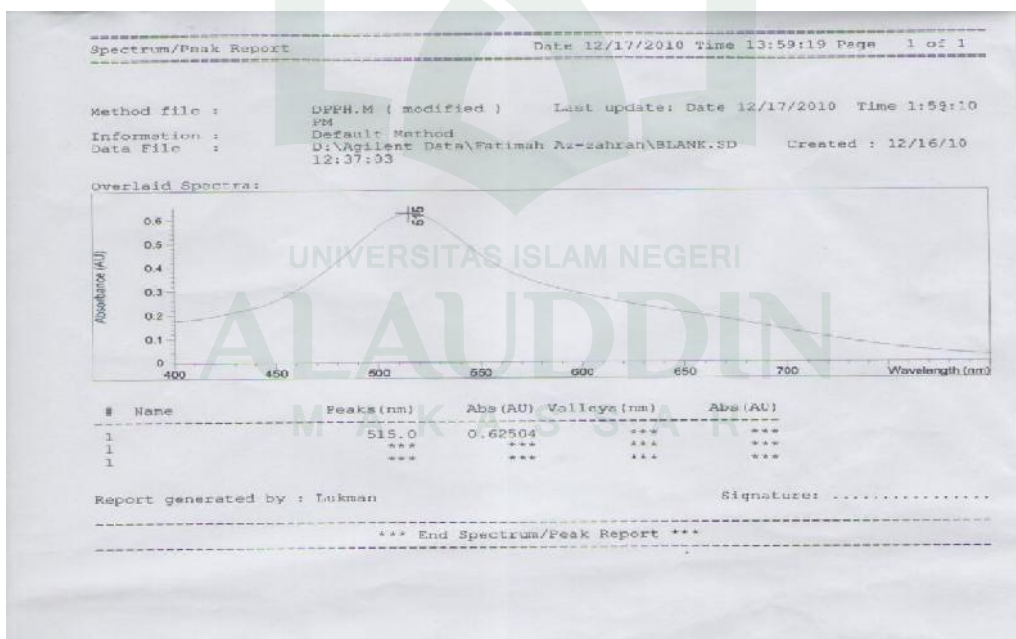 Spectrum/Peak Report Date 12/17/2010 Time 13:59:19 Page 1 of 1
Method file : DPPH.M ( modified ) Last update: Date 12/17/2010 Time 1:59:10
PM
Information : Default Method
Data File : D:\Agilent Data\Fatimah Az-zahrah\BLANK.SD Created : 12/16/10
12:37:03
Overlaid Spectra:
Absorbance (AU)
0.6
0.5
0.4
0.3
0.2
0.1
0
515
400 450 500 550 600 650 700 Wavelength (nm)
UNIVERSITAS ISLAM NEGERI
ALAUDDIN
MAKASSAR
# Name Peaks(nm) Abs(AU) Valleys(nm) Abs(AU)
1 515.0 0.62504 *** ***
1 *** *** *** ***
1 *** *** *** ***
Report generated by : Lukman Signature: ................
*** End Spectrum/Peak Report ***